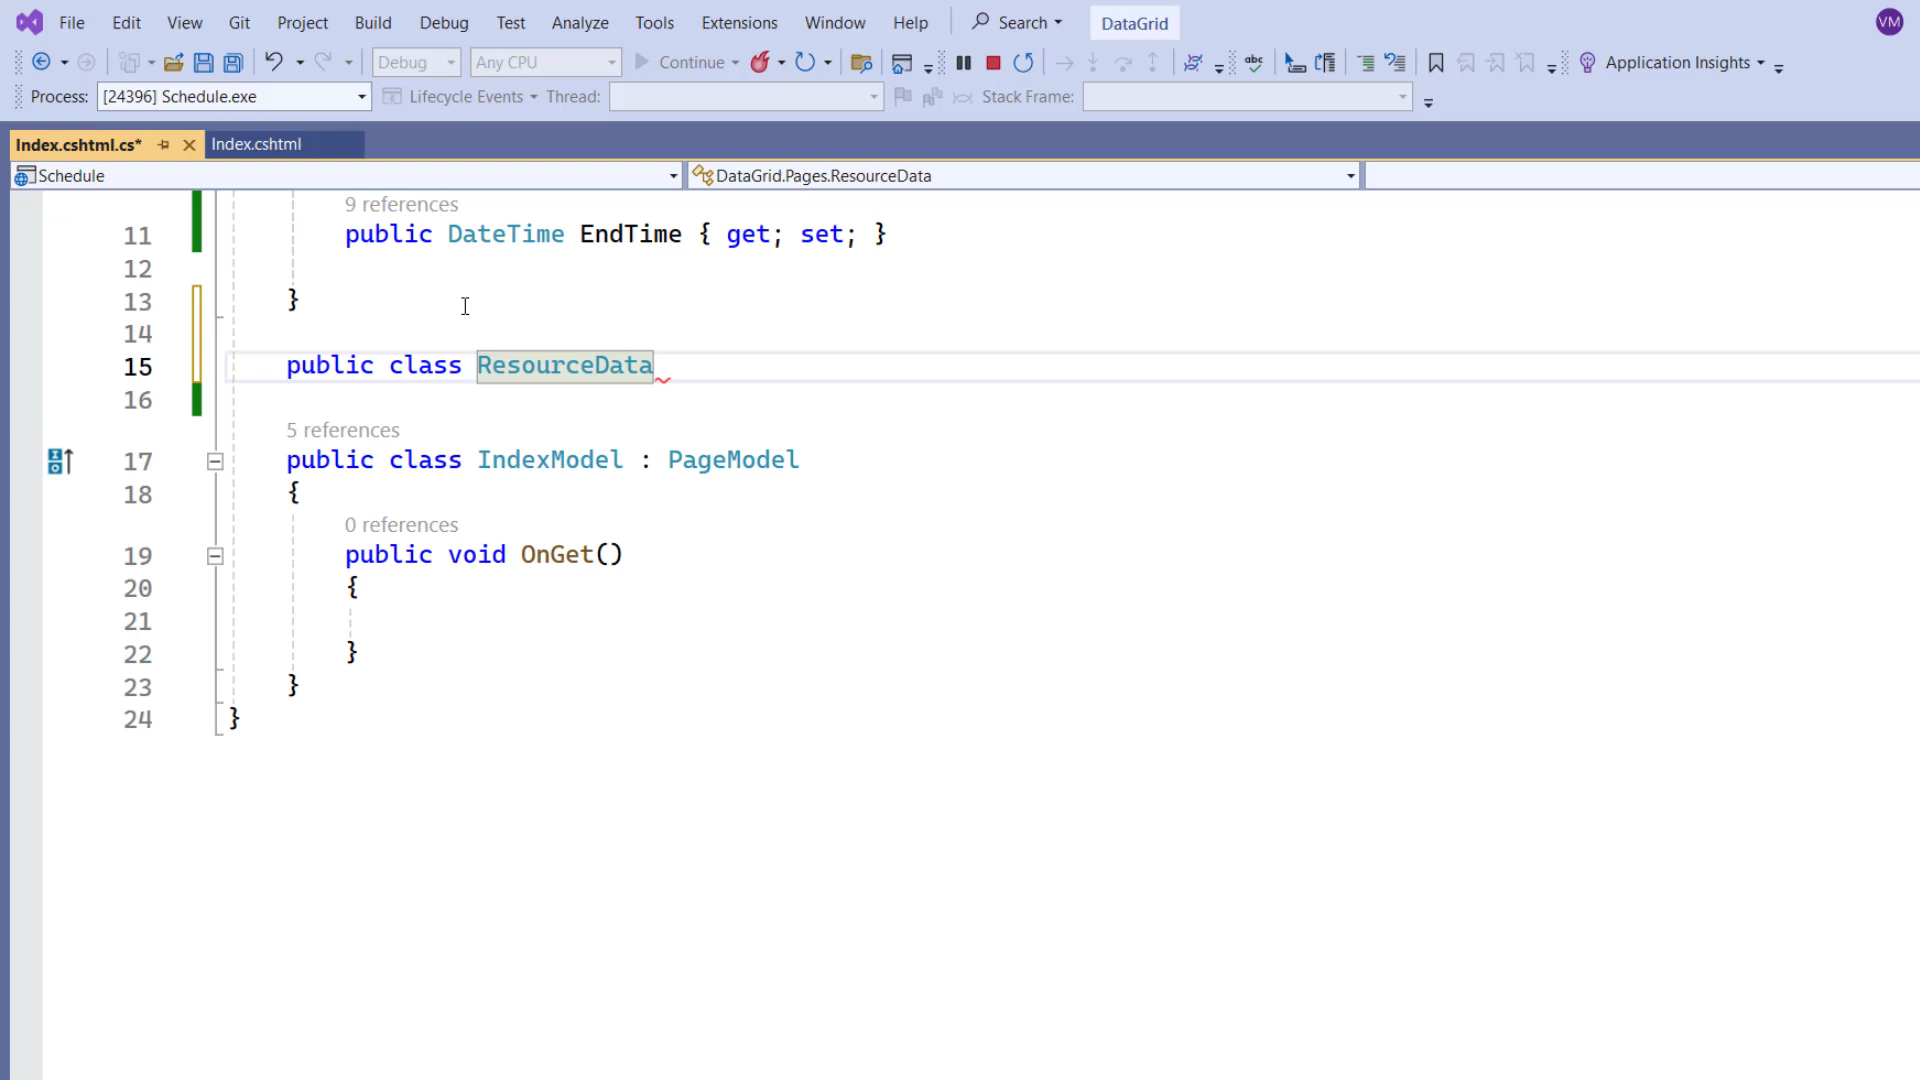 File Edit View Git Project Build Debug Test Analyze Tools Extensions Window Help Search DataGrid VM
Debug Any CPU Continue abc Application Insights
Process: [24396] Schedule.exe Lifecycle Events Thread: Stack Frame:
Index.cshtml.cs* Index.cshtml
Schedule DataGrid.Pages.ResourceData
9 references
11 public DateTime EndTime { get; set; }
12
13 }
14
15 public class ResourceData
16
5 references
17 public class IndexModel : PageModel
18 {
0 references
19 public void OnGet()
20 {
21
22 }
23 }
24 }